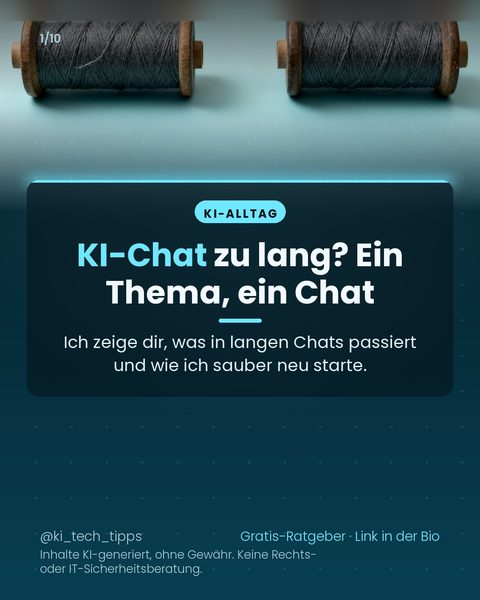 1/10
KI-ALLTAG
KI-Chat zu lang? Ein
Thema, ein Chat
Ich zeige dir, was in langen Chats passiert
und wie ich sauber neu starte.
@ki_tech_tipps
Gratis-Ratgeber · Link in der Bio
Inhalte KI-generiert, ohne Gewähr. Keine Rechts-
oder IT-Sicherheitsberatung.